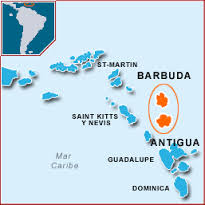 ST-MARTIN
BARBUDA
SAINT KITTS
Y NEVIS
ANTIGUA
Mar
Caribe
GUADALUPE
DOMINICA